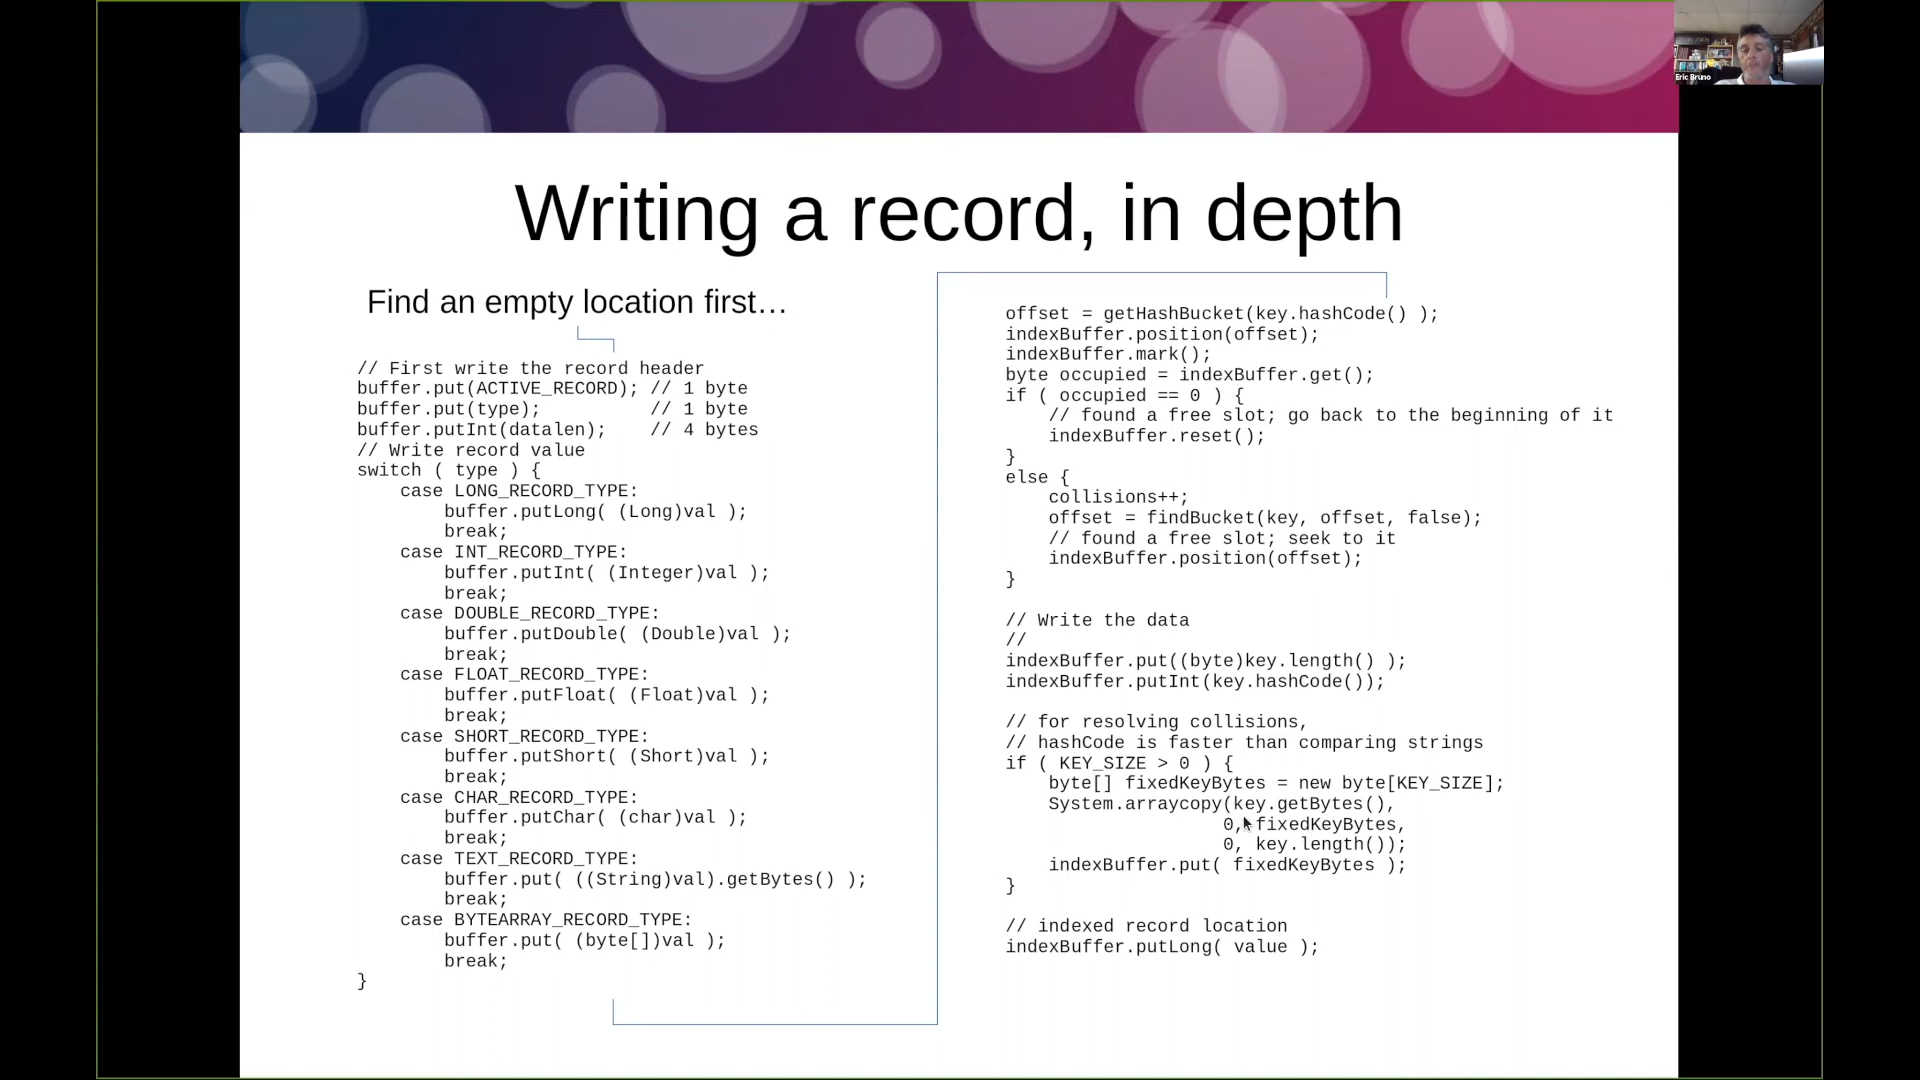 Eric Bruno
Writing a record, in depth
Find an empty location first…
// First write the record header
buffer.put(ACTIVE_RECORD); // 1 byte
buffer.put(type);          // 1 byte
buffer.putInt(datalen);    // 4 bytes
// Write record value
switch ( type ) {
    case LONG_RECORD_TYPE:
        buffer.putLong( (Long)val );
        break;
    case INT_RECORD_TYPE:
        buffer.putInt( (Integer)val );
        break;
    case DOUBLE_RECORD_TYPE:
        buffer.putDouble( (Double)val );
        break;
    case FLOAT_RECORD_TYPE:
        buffer.putFloat( (Float)val );
        break;
    case SHORT_RECORD_TYPE:
        buffer.putShort( (Short)val );
        break;
    case CHAR_RECORD_TYPE:
        buffer.putChar( (char)val );
        break;
    case TEXT_RECORD_TYPE:
        buffer.put( ((String)val).getBytes() );
        break;
    case BYTEARRAY_RECORD_TYPE:
        buffer.put( (byte[])val );
        break;
}
offset = getHashBucket(key.hashCode() );
indexBuffer.position(offset);
indexBuffer.mark();
byte occupied = indexBuffer.get();
if ( occupied == 0 ) {
    // found a free slot; go back to the beginning of it
    indexBuffer.reset();
}
else {
    collisions++;
    offset = findBucket(key, offset, false);
    // found a free slot; seek to it
    indexBuffer.position(offset);
}
// Write the data
//
indexBuffer.put((byte)key.length() );
indexBuffer.putInt(key.hashCode());
// for resolving collisions,
// hashCode is faster than comparing strings
if ( KEY_SIZE > 0 ) {
    byte[] fixedKeyBytes = new byte[KEY_SIZE];
    System.arraycopy(key.getBytes(),
                    0, fixedKeyBytes,
                    0, key.length());
    indexBuffer.put( fixedKeyBytes );
}
// indexed record location
indexBuffer.putLong( value );